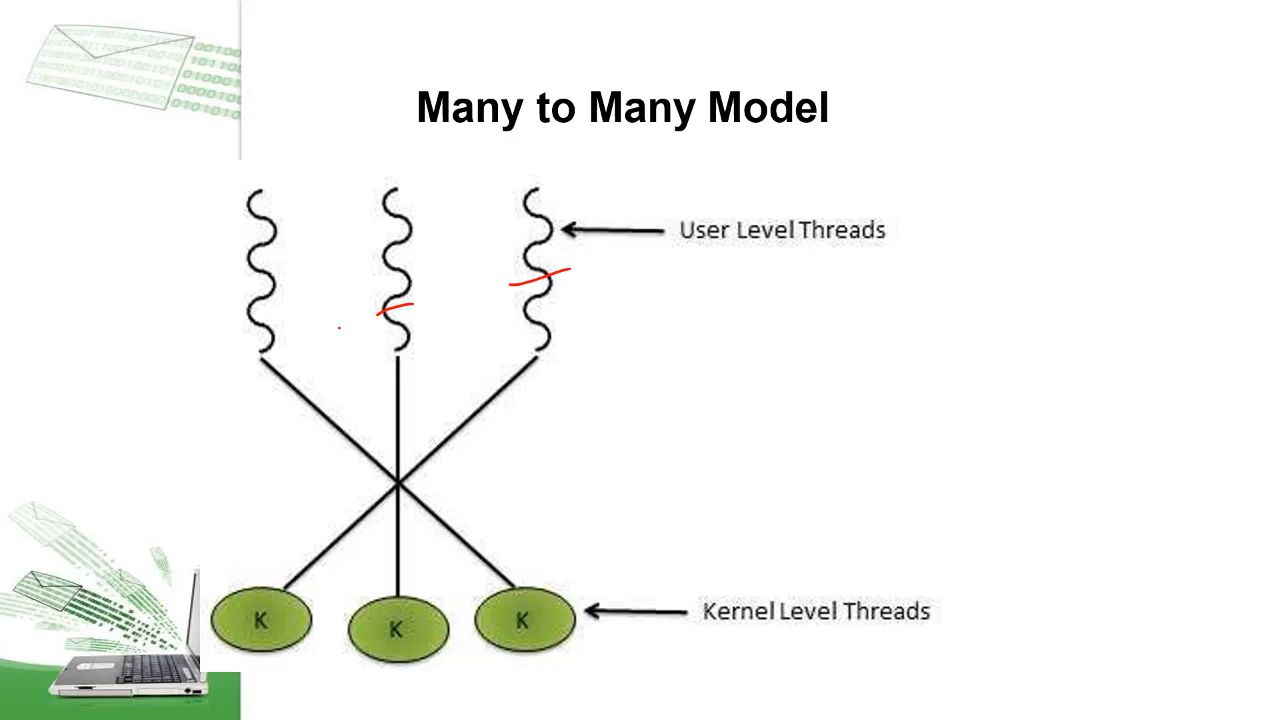 Many to Many Model
User Level Threads
K
K
K
Kernel Level Threads